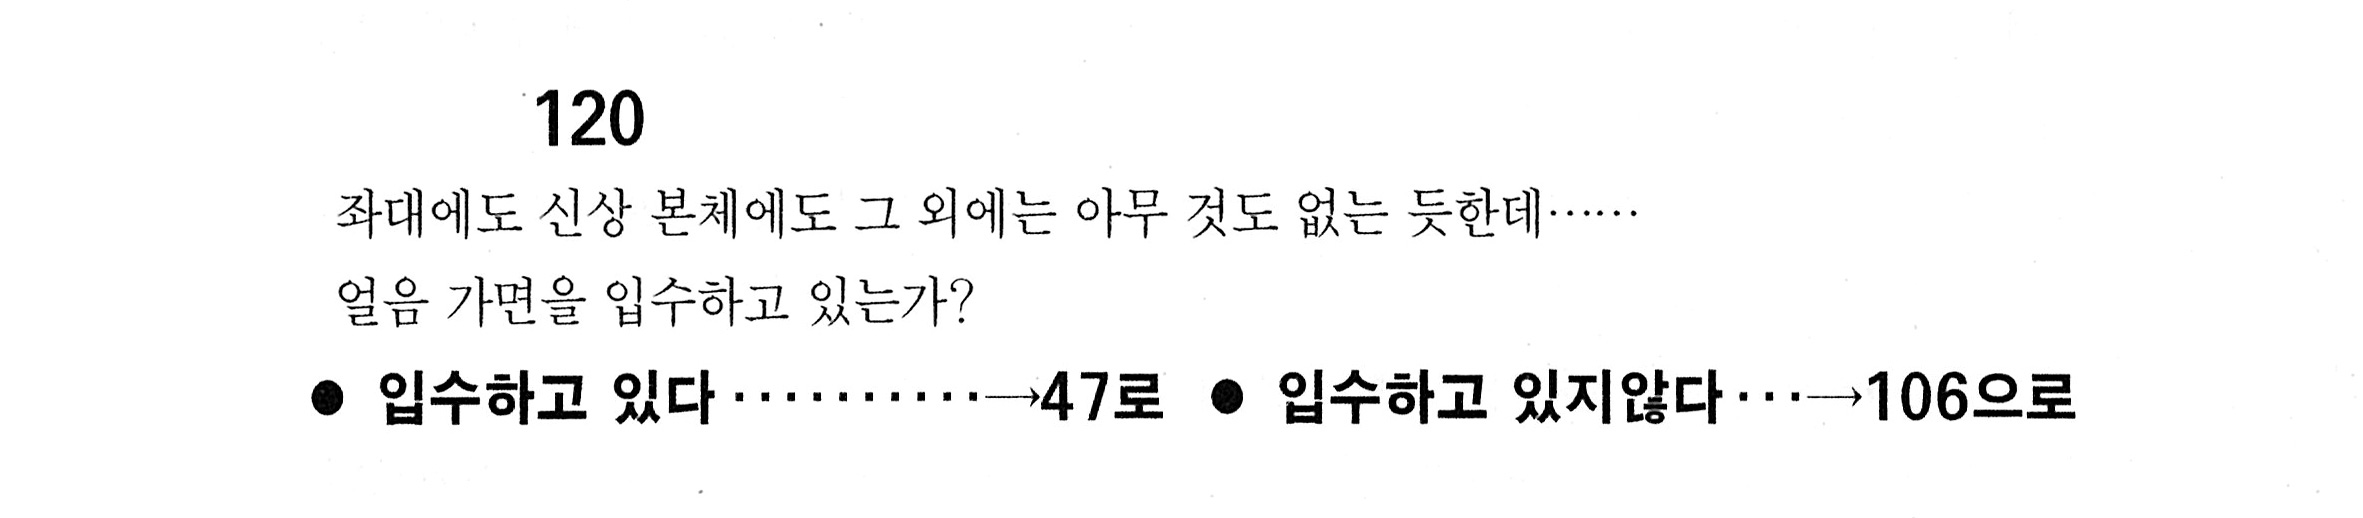 120
좌대에도 신상 본체에도 그 외에는 아무 것도 없는 듯한데……
얼음 가면을 입수하고 있는가?
● 입수하고 있다··········→47로 ● 입수하고 있지않다···→106으로